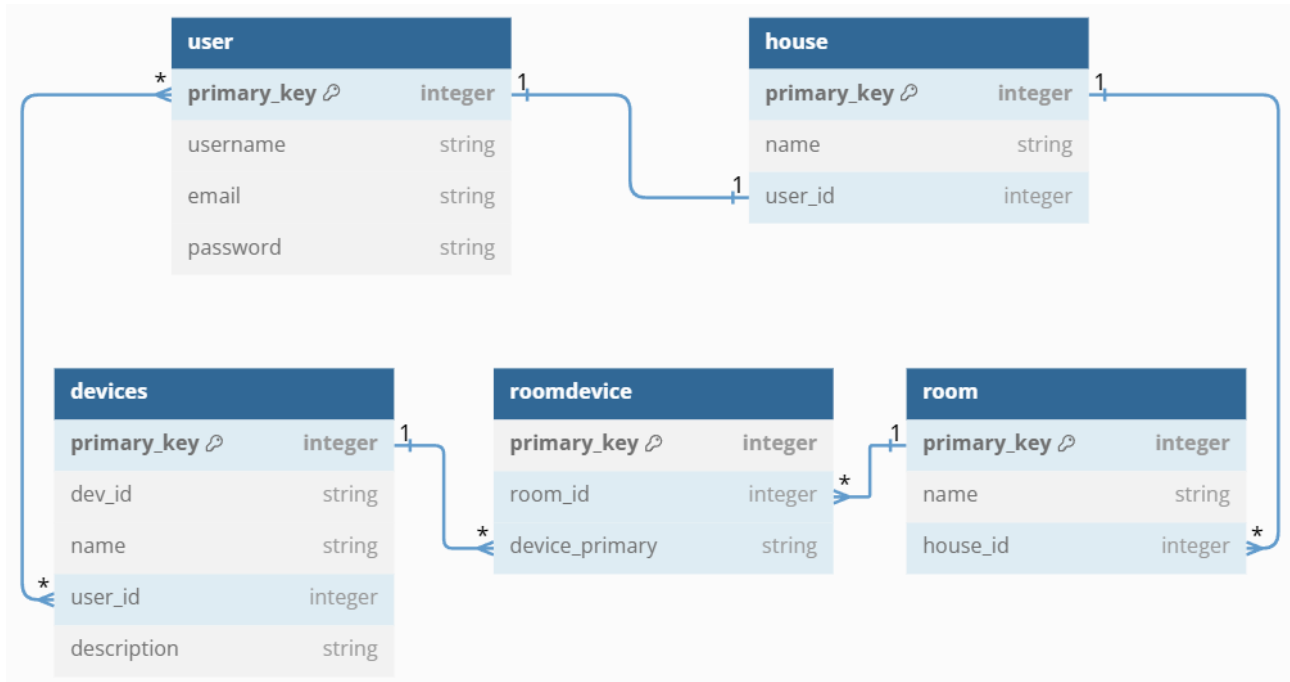 user
* primary_key integer 1
username string
email string
password string
house
primary_key integer 1
name string
1 user_id integer
devices
primary_key integer 1
dev_id string
name string
* user_id integer
description string
roomdevice
primary_key integer
room_id integer *
* device_primary string
room
1 primary_key integer
name string
house_id integer *